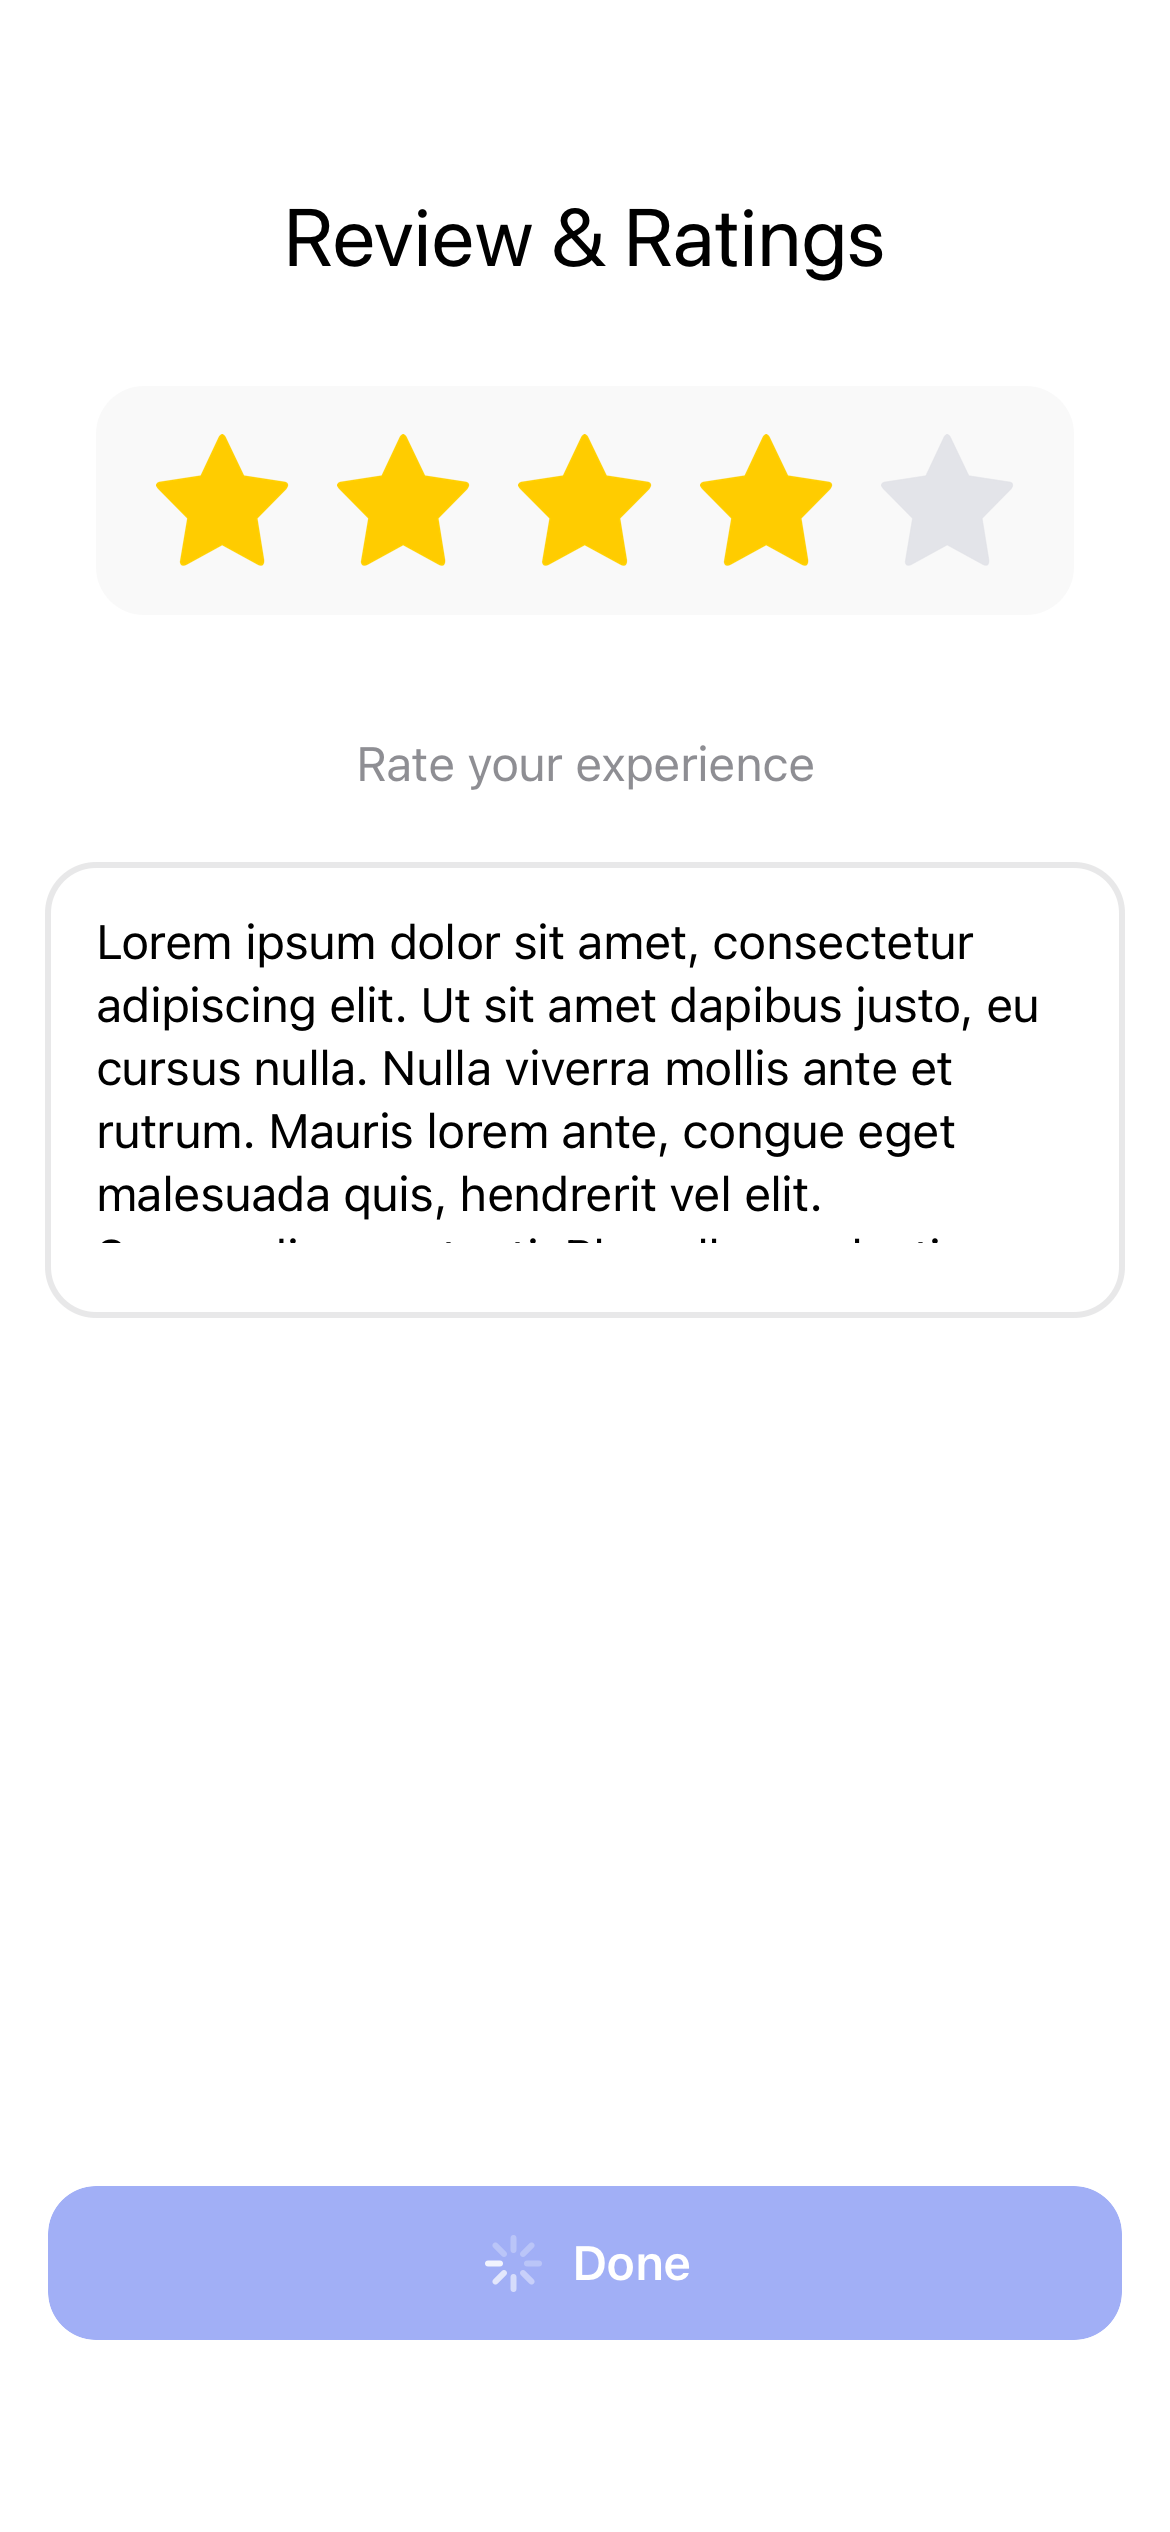 Review & Ratings
Rate your experience
Lorem ipsum dolor sit amet, consectetur
adipiscing elit. Ut sit amet dapibus justo, eu
cursus nulla. Nulla viverra mollis ante et
rutrum. Mauris lorem ante, congue eget
malesuada quis, hendrerit vel elit.
Done